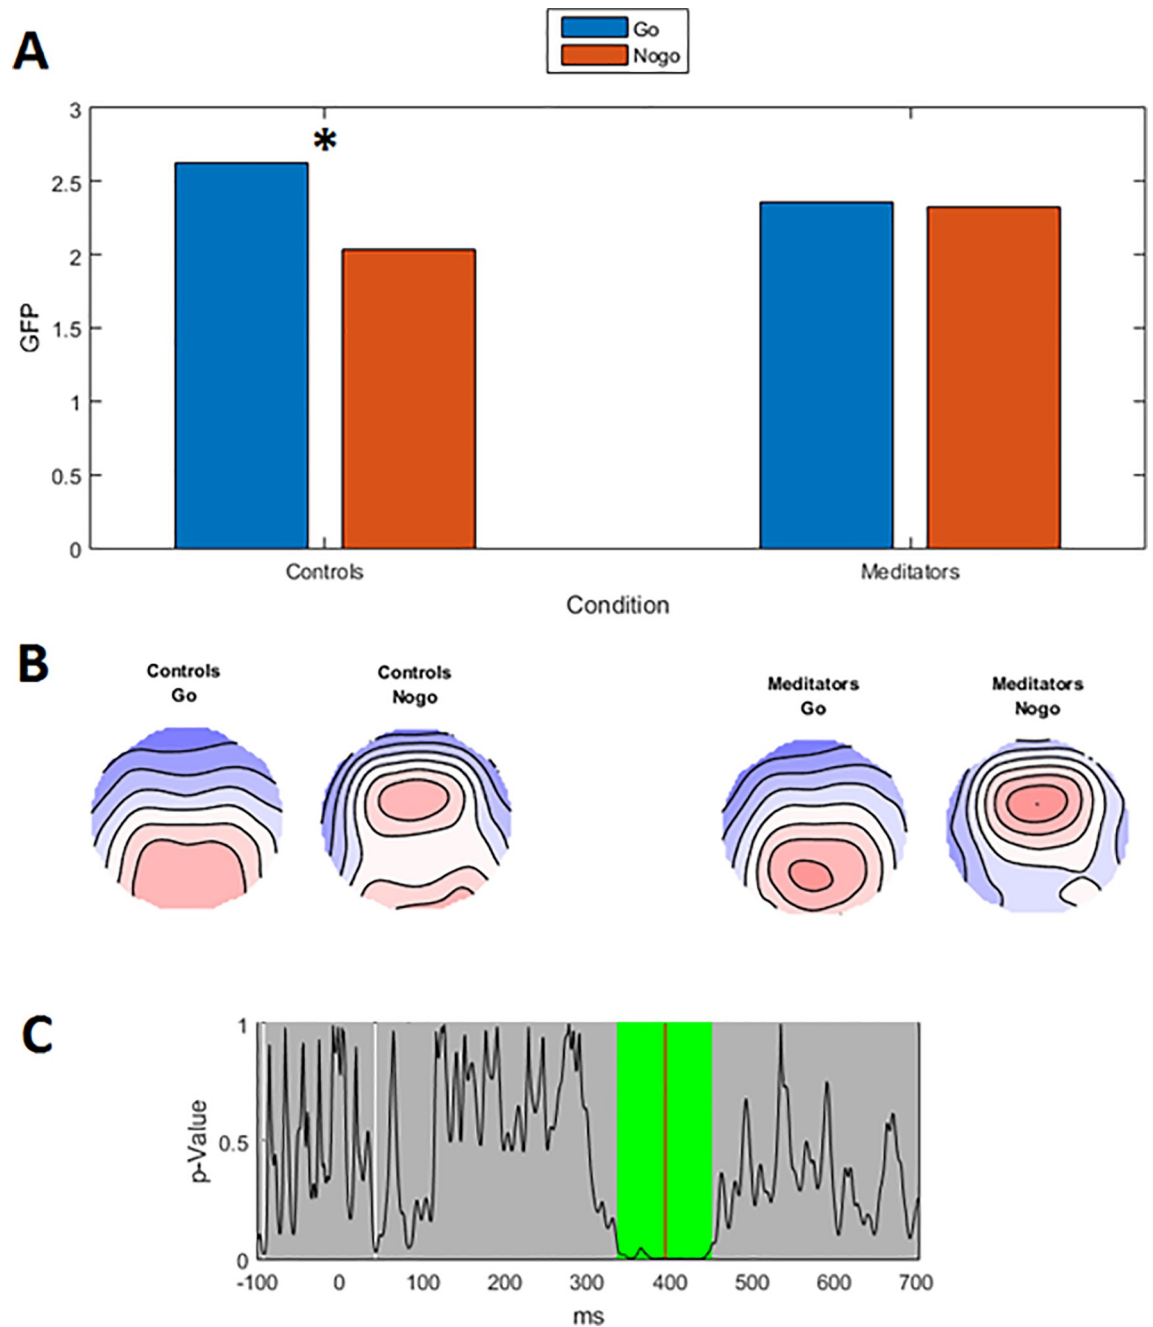 A
Go
Nogo
3
2.5
2
1.5
1
0.5
0
GFP
*
Controls
Meditators
Condition
B
Controls
Go
Controls
Nogo
Meditators
Go
Meditators
Nogo
C
1
0.5
0
p-Value
-100 0 100 200 300 400 500 600 700
ms